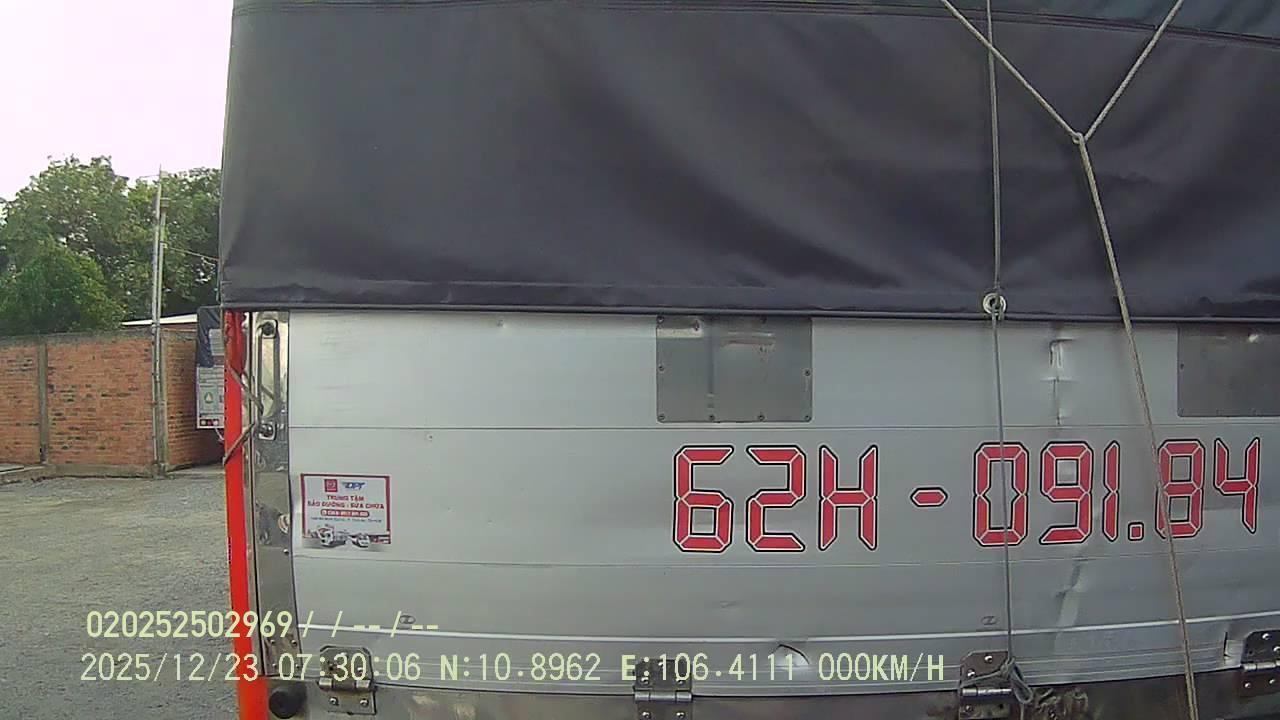 62H-091.84
TRUNG TÂM
BẢO DƯỠNG - SỬA CHỮA
020252502969//--/--
2025/12/23 07:30:06 N:10.8962 E:106.4111 000KM/H